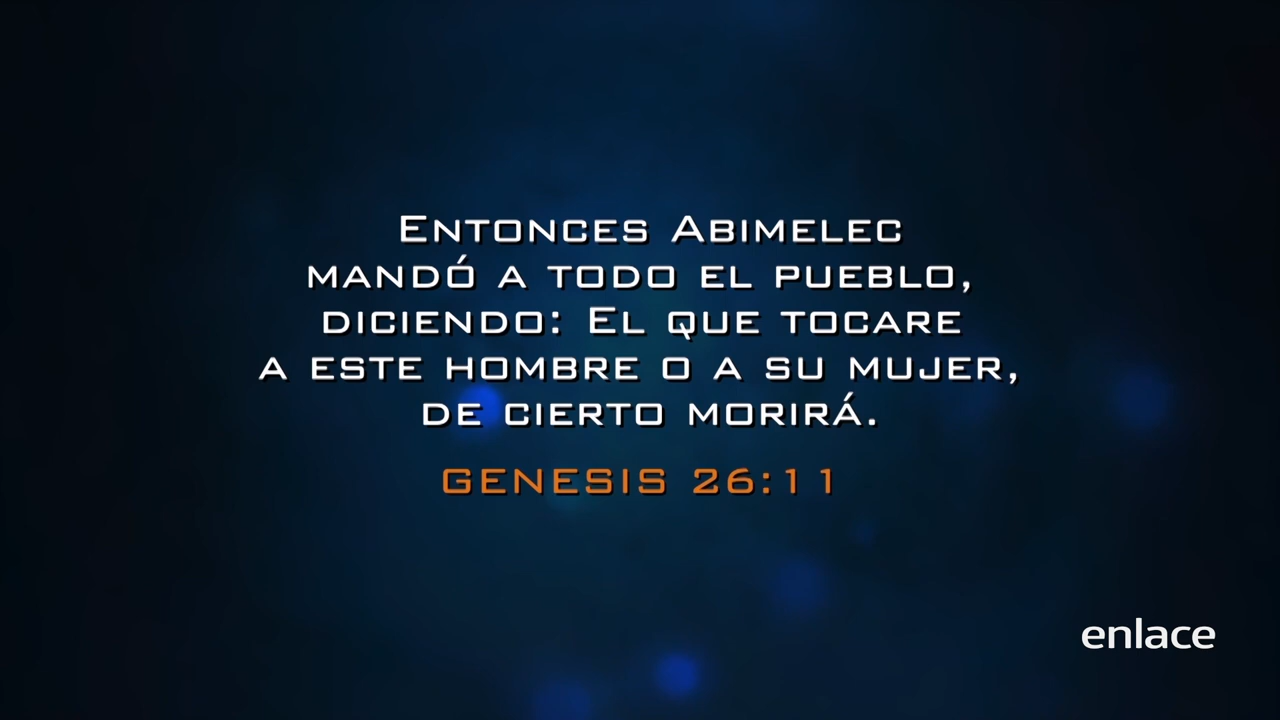 Entonces Abimelec
mandó a todo el pueblo,
diciendo: El que tocare
a este hombre o a su mujer,
de cierto morirá.
GENESIS 26:11
enlace